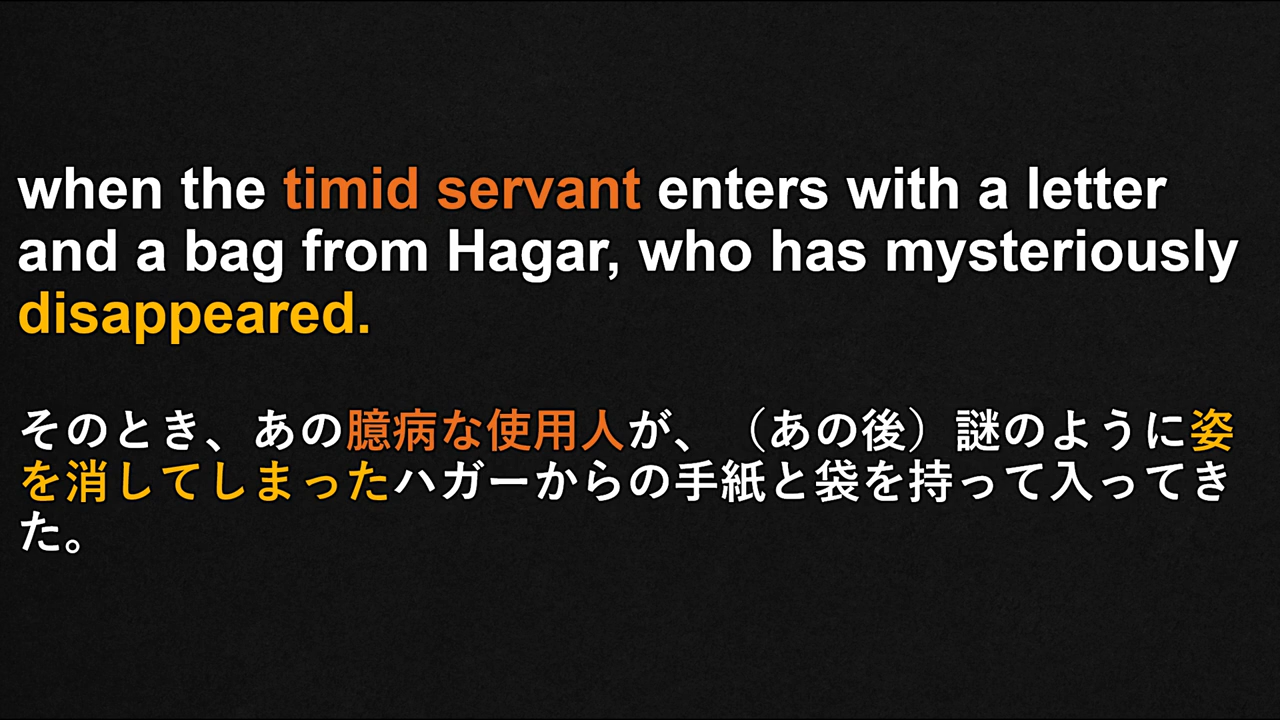 when the timid servant enters with a letter
and a bag from Hagar, who has mysteriously
disappeared.
そのとき、あの臆病な使用人が、（あの後）謎のように姿
を消してしまったハガーからの手紙と袋を持って入ってき
た。